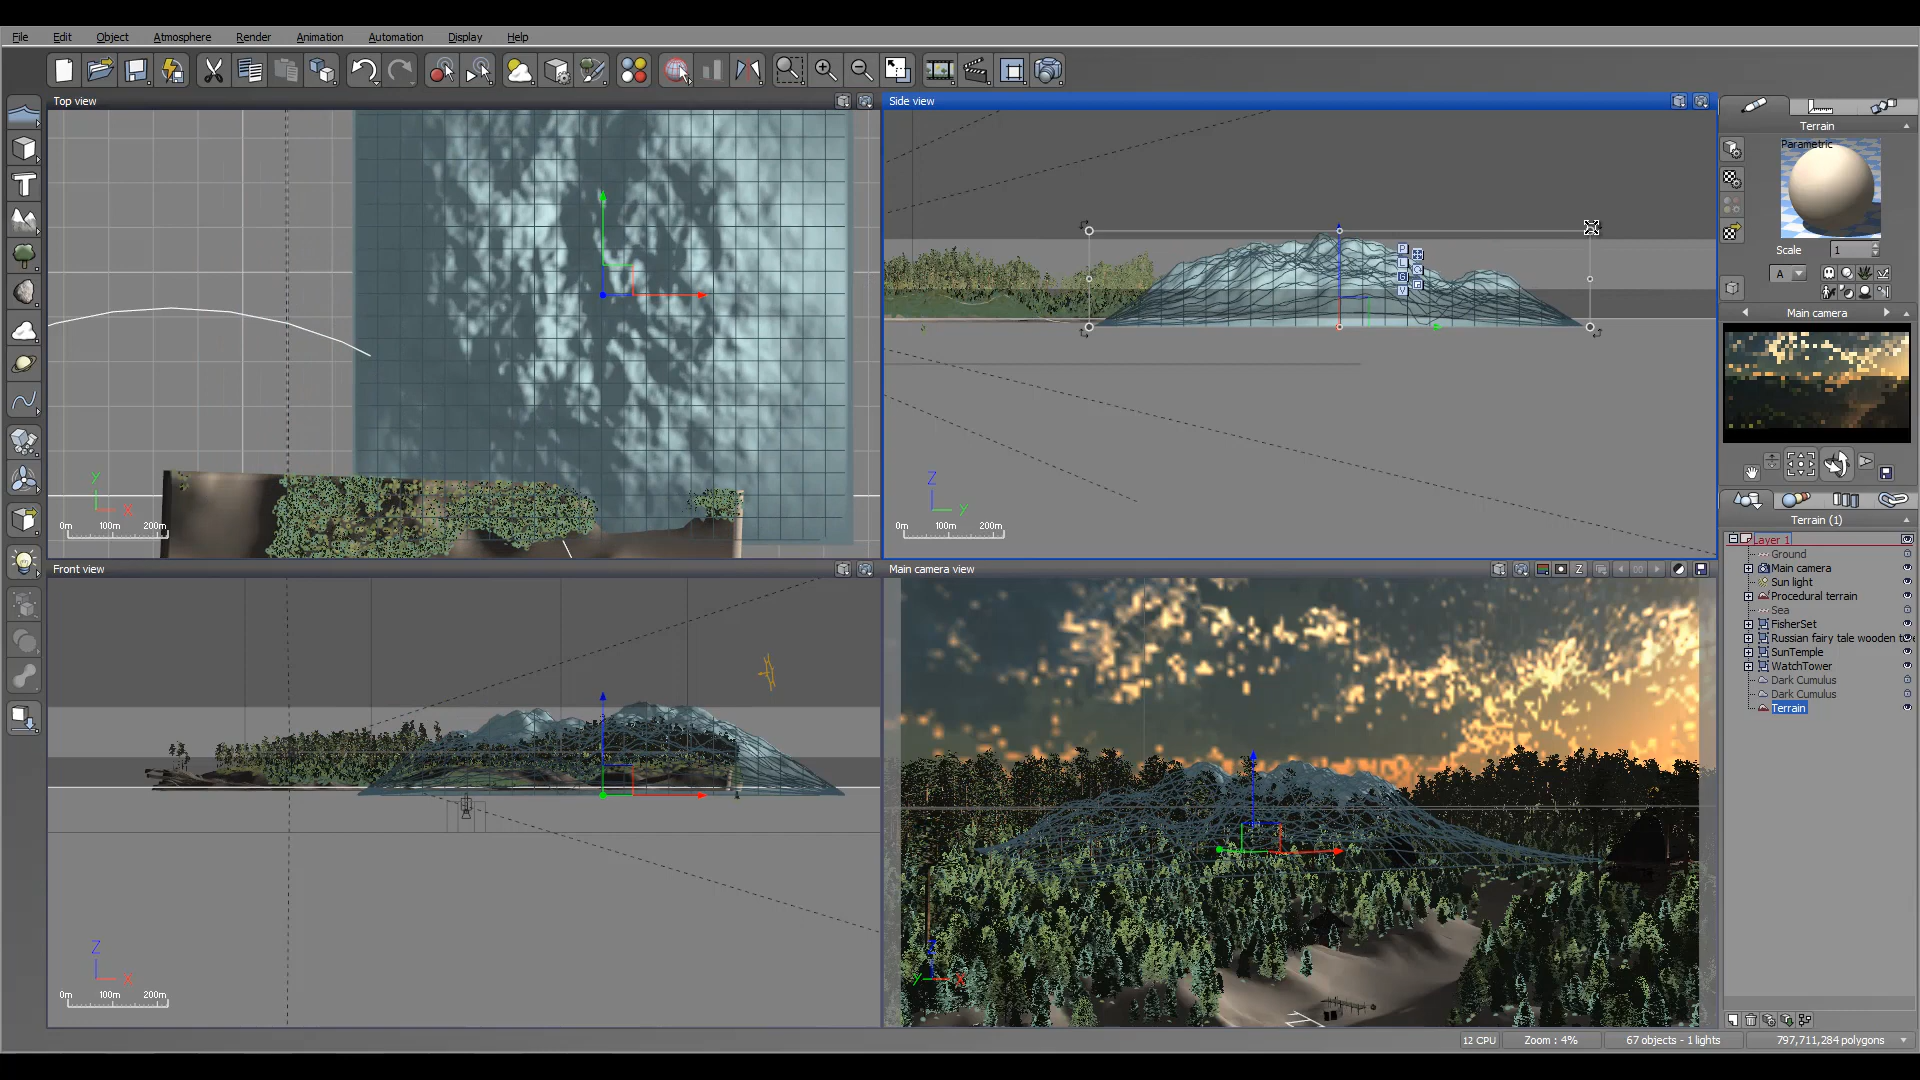 File Edit Object Atmosphere Render Animation Automation Display Help
Top view
Y
X
0m 100m 200m
Side view
P
L
G
V
Z
Y
0m 100m 200m
Front view
Z
X
0m 100m 200m
Main camera view
Z
Z
Y X
Terrain
Parametric
Scale 1
A
Main camera
Terrain (1)
Layer 1
Ground
Main camera
Sun light
Procedural terrain
Sea
FisherSet
Russian fairy tale wooden
SunTemple
WatchTower
Dark Cumulus
Dark Cumulus
Terrain
12 CPU Zoom : 4% 67 objects - 1 lights 797,711,284 polygons